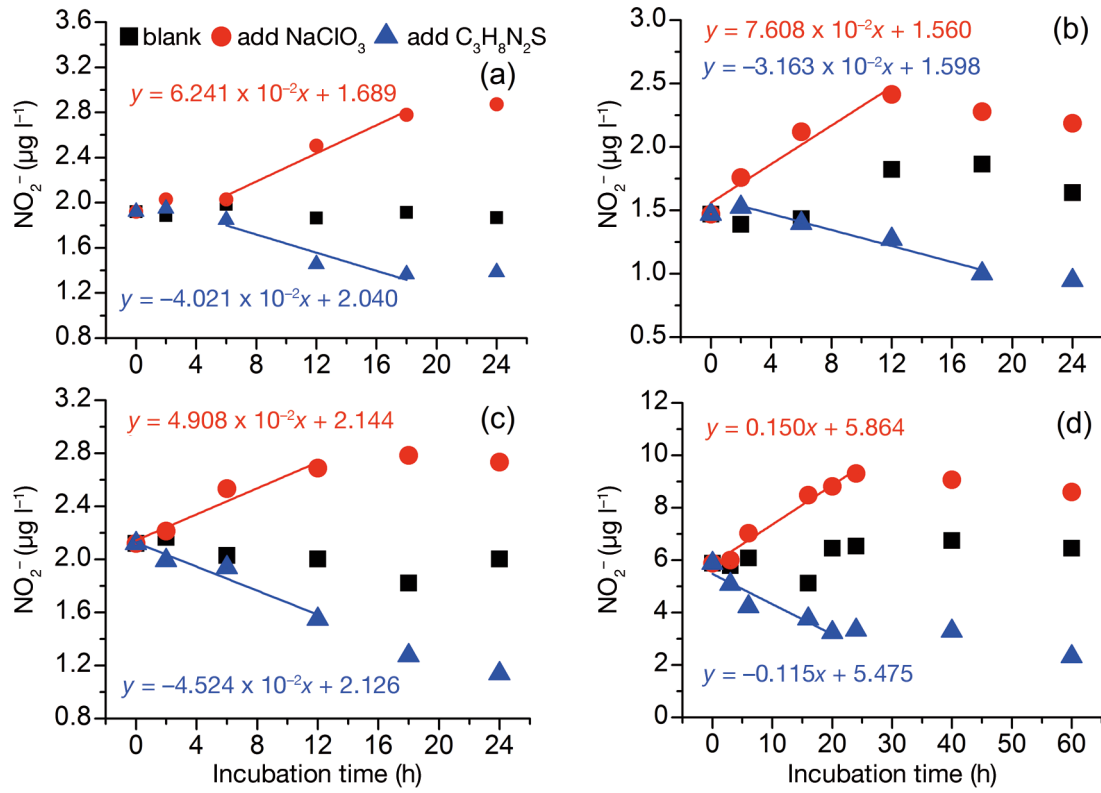 ■ blank ● add NaClO₃ ▲ add C₃H₈N₂S
(a)
y = 6.241 x 10⁻²x + 1.689
y = –4.021 x 10⁻²x + 2.040
NO₂⁻ (µg l⁻¹)
3.6
3.2
2.8
2.4
2.0
1.6
1.2
0.8
0 4 8 12 16 20 24
(b)
y = 7.608 x 10⁻²x + 1.560
y = –3.163 x 10⁻²x + 1.598
NO₂⁻ (µg l⁻¹)
3.0
2.5
2.0
1.5
1.0
0.5
0 4 8 12 16 20 24
(c)
y = 4.908 x 10⁻²x + 2.144
y = –4.524 x 10⁻²x + 2.126
NO₂⁻ (µg l⁻¹)
3.2
2.8
2.4
2.0
1.6
1.2
0.8
0 4 8 12 16 20 24
Incubation time (h)
(d)
y = 0.150x + 5.864
y = –0.115x + 5.475
NO₂⁻ (µg l⁻¹)
12
10
8
6
4
2
0
0 10 20 30 40 50 60
Incubation time (h)